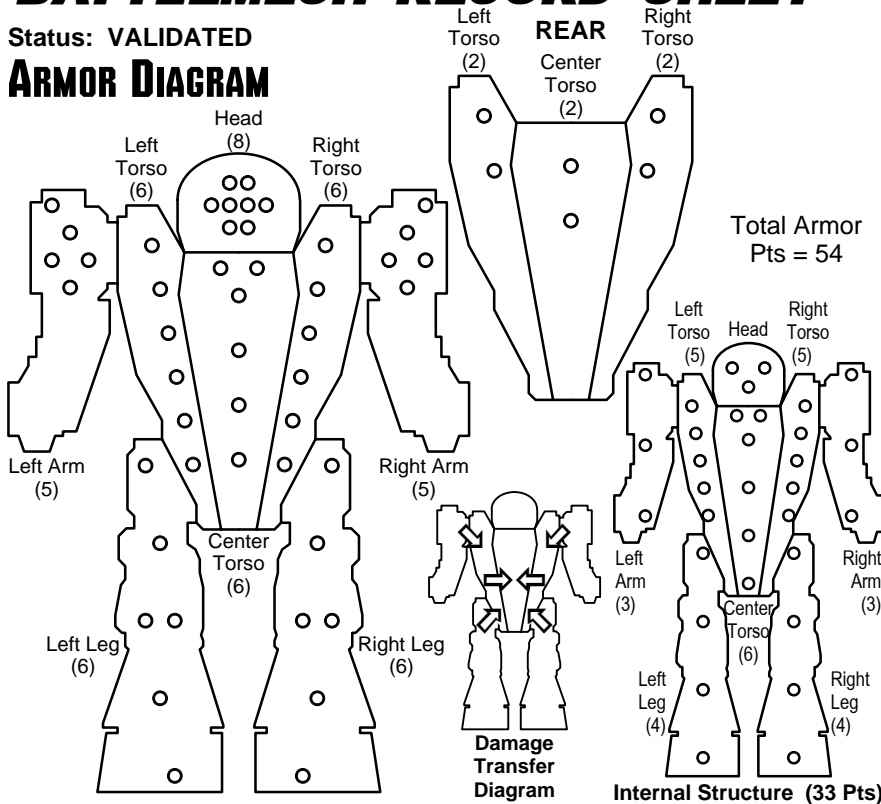 BATTLEMECH RECORD SHEET
Status: VALIDATED
ARMOR DIAGRAM
Head
(8)
Left
Torso
(6)
Right
Torso
(6)
Left Arm
(5)
Right Arm
(5)
Center
Torso
(6)
Left Leg
(6)
Right Leg
(6)
REAR
Left
Torso
(2)
Center
Torso
(2)
Right
Torso
(2)
Total Armor
Pts = 54
Damage
Transfer
Diagram
Left
Torso
(5)
Head
Right
Torso
(5)
Left
Arm
(3)
Right
Arm
(3)
Center
Torso
(6)
Left
Leg
(4)
Right
Leg
(4)
Internal Structure (33 Pts)